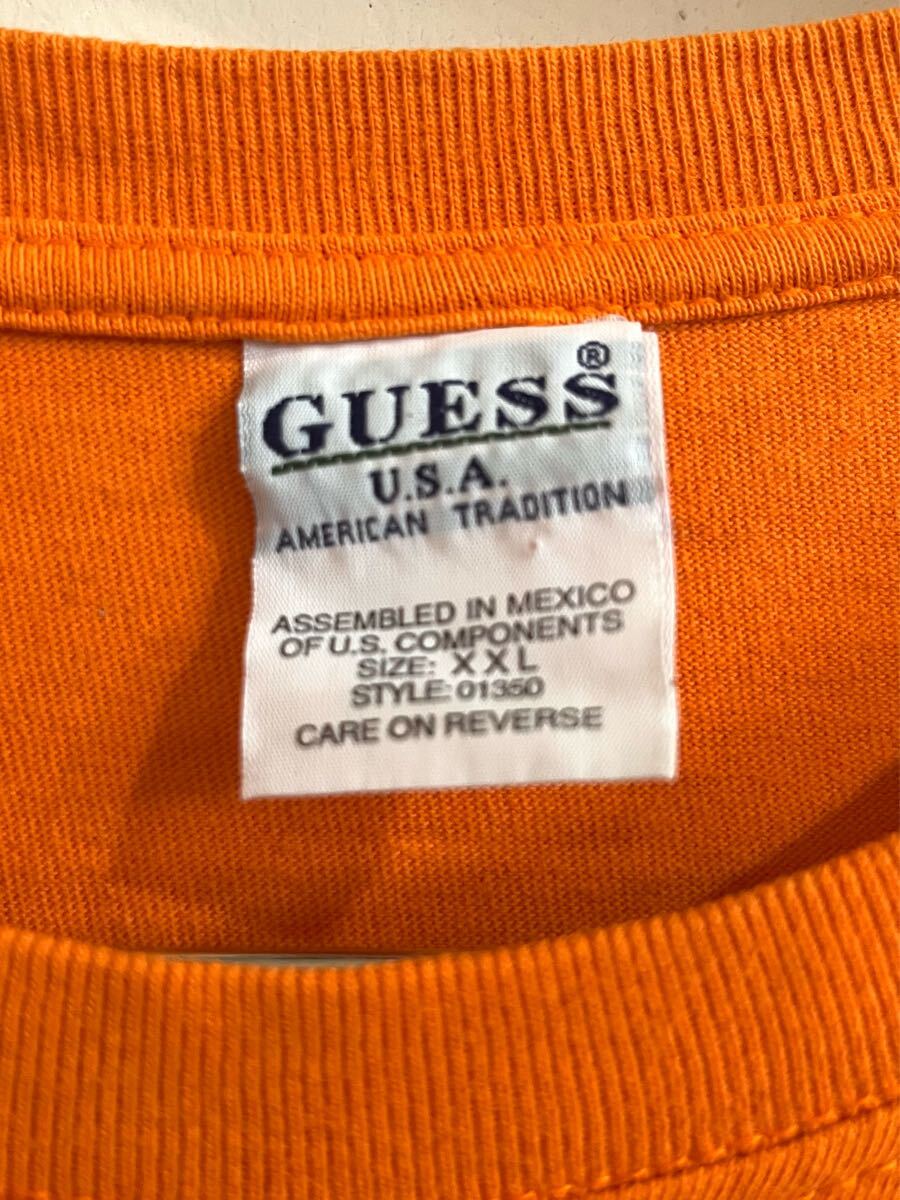 GUESS®
U.S.A.
AMERICAN TRADITION
ASSEMBLED IN MEXICO
OF U.S. COMPONENTS
SIZE: XXL
STYLE: 01350
CARE ON REVERSE